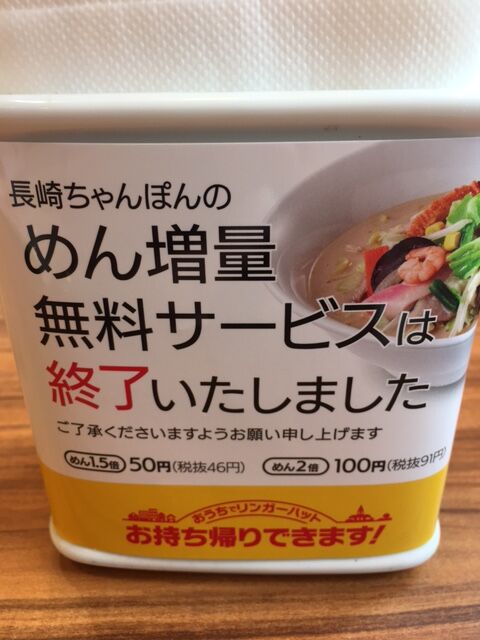 長崎ちゃんぽんの
めん増量
無料サービスは
終了いたしました
ご了承くださいますようお願い申し上げます
めん1.5倍 50円(税抜46円) めん2倍 100円(税抜91円)
おうちでリンガーハット
お持ち帰りできます!